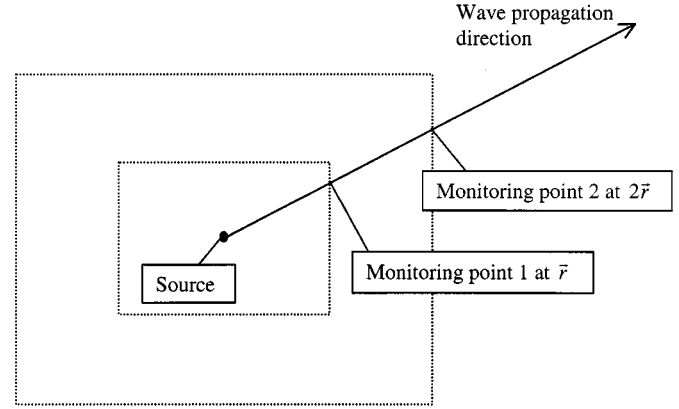 Wave propagation
direction
Monitoring point 2 at 2r⃗
Monitoring point 1 at r⃗
Source